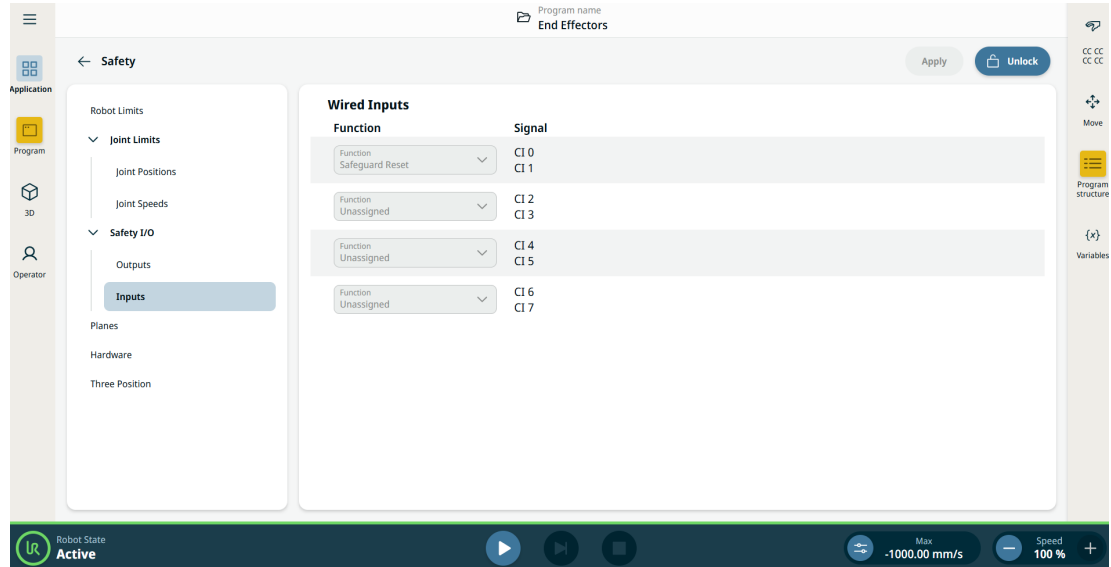 Program name
End Effectors
Application
Program
3D
Operator
Safety
Apply
Unlock
Robot Limits
Joint Limits
Joint Positions
Joint Speeds
Safety I/O
Outputs
Inputs
Planes
Hardware
Three Position
Wired Inputs
Function
Signal
Function
Safeguard Reset
CI 0
CI 1
Function
Unassigned
CI 2
CI 3
Function
Unassigned
CI 4
CI 5
Function
Unassigned
CI 6
CI 7
CC CC
CC CC
Move
Program
structure
{x}
Variables
UR
Robot State
Active
Max
-1000.00 mm/s
Speed
100 %